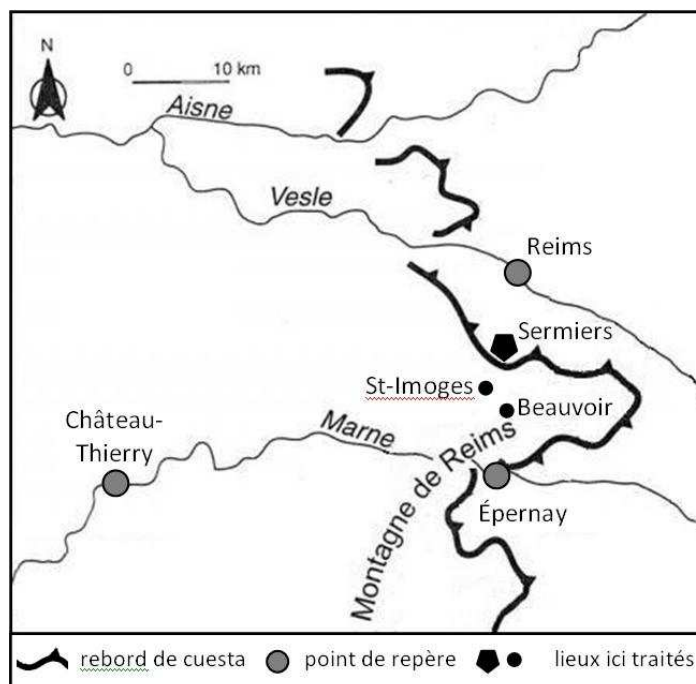 N
0 10 km
Aisne
Vesle
Reims
Sermiers
St-Imoges
Beauvoir
Château-
Thierry
Marne
Montagne de Reims
Épernay
rebord de cuesta point de repère lieux ici traités